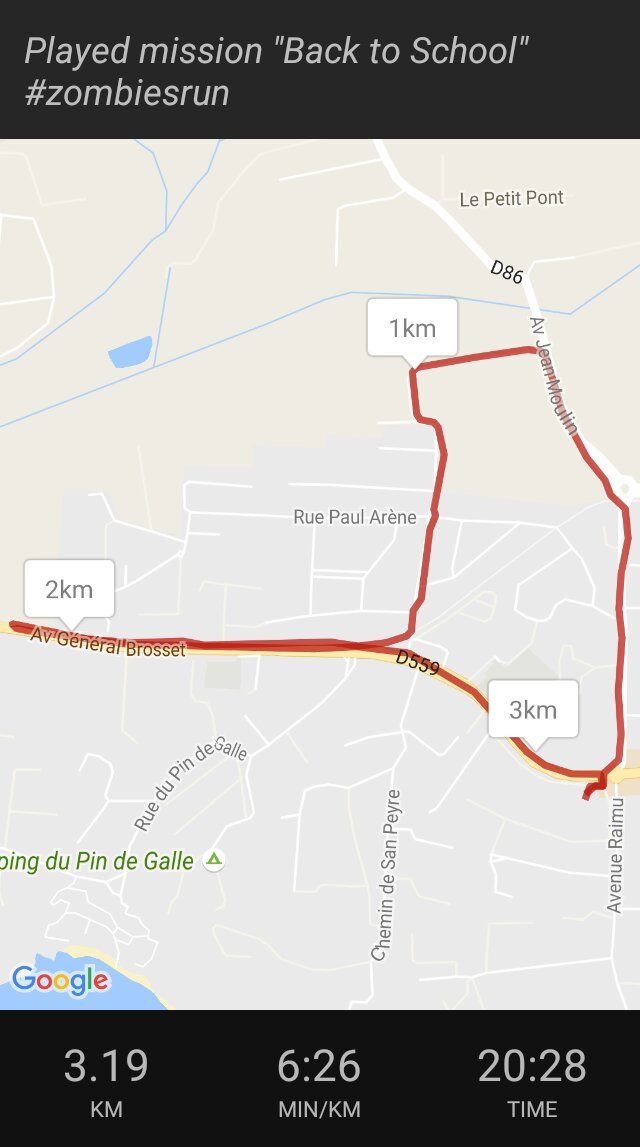 Played mission "Back to School"
#zombiesrun
Le Petit Pont
D86
1km
Av Jean Moulin
Rue Paul Arène
2km
Av Général Brosset
D559
3km
Rue du Pin de Galle
ping du Pin de Galle
Chemin de San Peyre
Avenue Raimu
Google
3.19
6:26
20:28
KM
MIN/KM
TIME